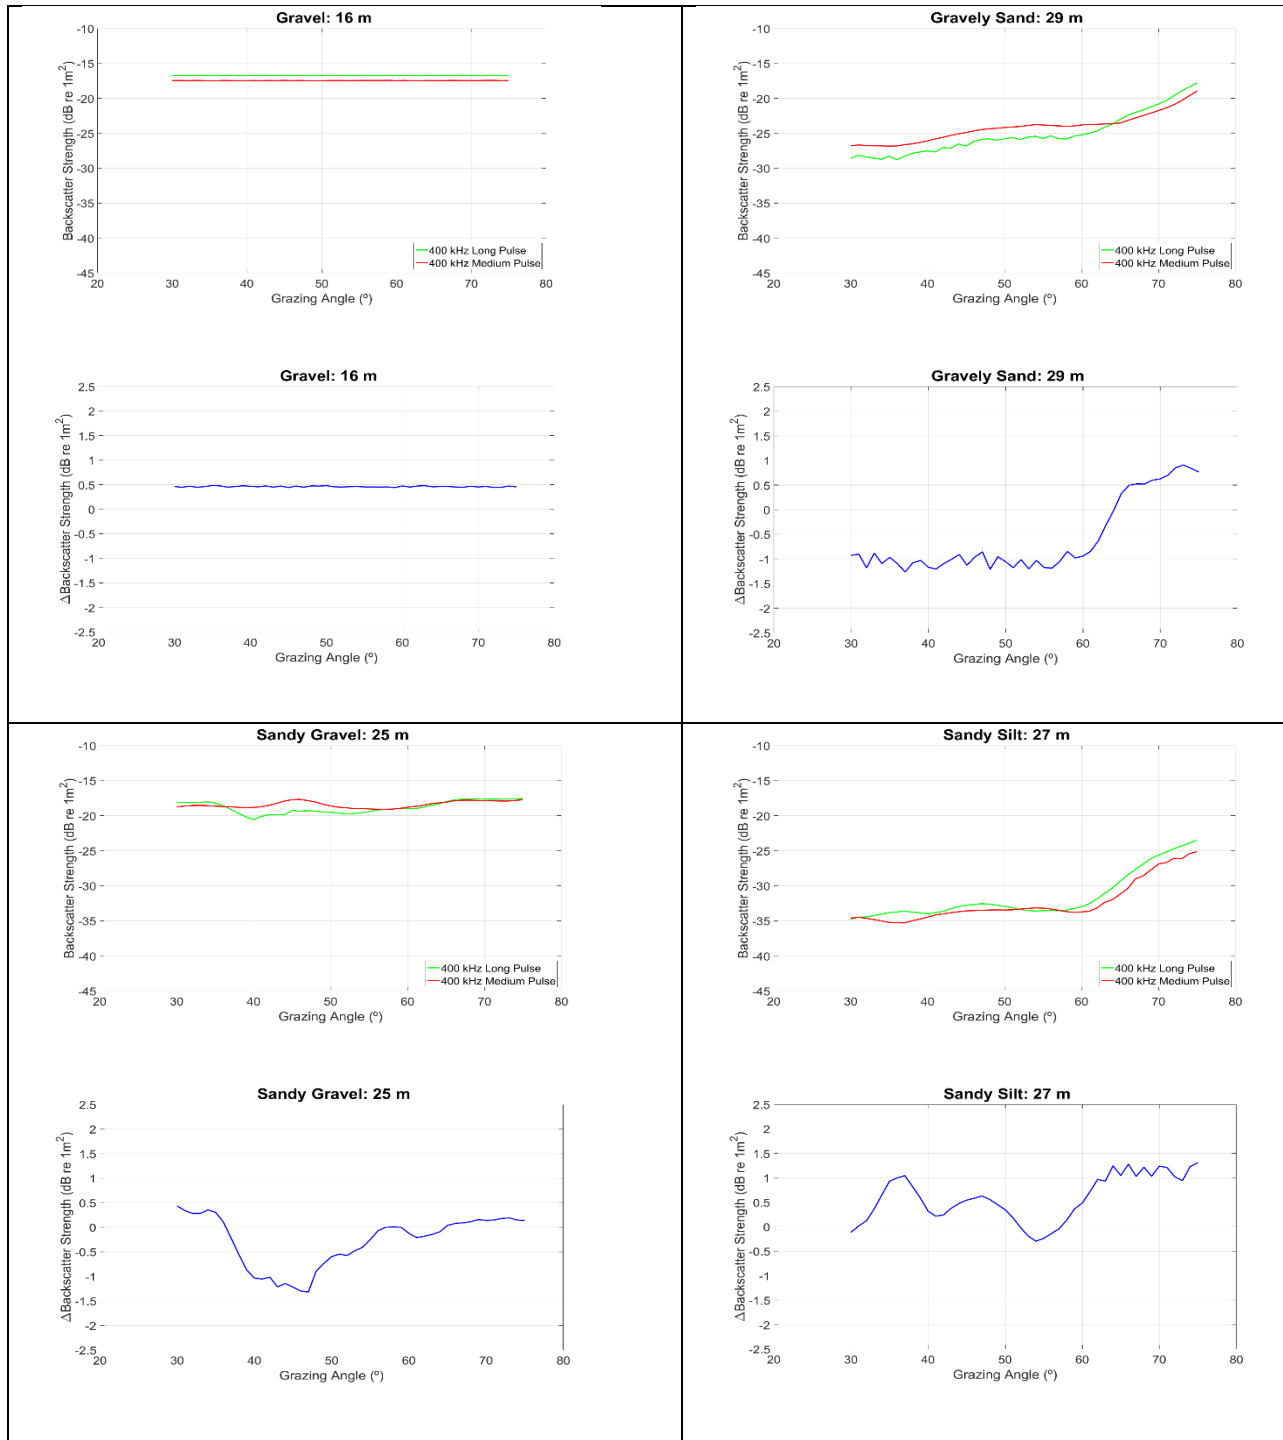 Gravel: 16 m
-10
-15
-20
-25
-30
-35
-40
-45
Backscatter Strength (dB re 1m²)
400 kHz Long Pulse
400 kHz Medium Pulse
20 30 40 50 60 70 80
Grazing Angle (º)
Gravel: 16 m
2.5
2
1.5
1
0.5
0
-0.5
-1
-1.5
-2
-2.5
ΔBackscatter Strength (dB re 1m²)
20 30 40 50 60 70 80
Grazing Angle (º)
Gravely Sand: 29 m
-10
-15
-20
-25
-30
-35
-40
-45
Backscatter Strength (dB re 1m²)
400 kHz Long Pulse
400 kHz Medium Pulse
20 30 40 50 60 70 80
Grazing Angle (º)
Gravely Sand: 29 m
2.5
2
1.5
1
0.5
0
-0.5
-1
-1.5
-2
-2.5
ΔBackscatter Strength (dB re 1m²)
20 30 40 50 60 70 80
Grazing Angle (º)
Sandy Gravel: 25 m
-10
-15
-20
-25
-30
-35
-40
-45
Backscatter Strength (dB re 1m²)
400 kHz Long Pulse
400 kHz Medium Pulse
20 30 40 50 60 70 80
Grazing Angle (º)
Sandy Gravel: 25 m
2.5
2
1.5
1
0.5
0
-0.5
-1
-1.5
-2
-2.5
ΔBackscatter Strength (dB re 1m²)
20 30 40 50 60 70 80
Grazing Angle (º)
Sandy Silt: 27 m
-10
-15
-20
-25
-30
-35
-40
-45
Backscatter Strength (dB re 1m²)
400 kHz Long Pulse
400 kHz Medium Pulse
20 30 40 50 60 70 80
Grazing Angle (º)
Sandy Silt: 27 m
2.5
2
1.5
1
0.5
0
-0.5
-1
-1.5
-2
-2.5
ΔBackscatter Strength (dB re 1m²)
20 30 40 50 60 70 80
Grazing Angle (º)